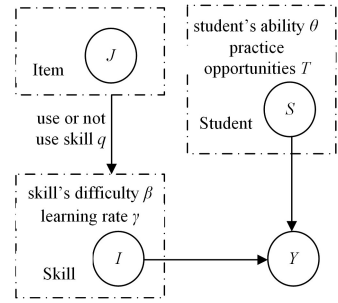 J
Item
student's ability θ
practice
opportunities T
S
Student
use or not
use skill q
skill's difficulty β
learning rate γ
I
Skill
Y